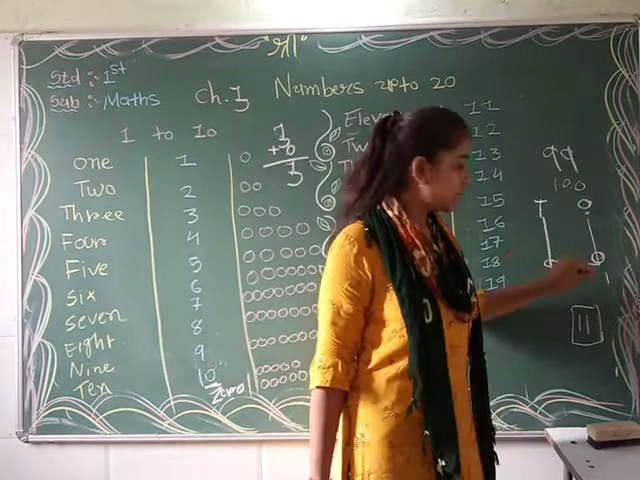 "श्री"
Std :- 1st
Sub :- Maths
Ch. 1 Numbers upto 20
1 to 10
one 1
Two 2
Three 3
Four 4
Five 5
six 6
seven 7
Eight 8
Nine 9
Ten 10
zero
11
12
13
14
15
16
17
18
19
99
100
T O
1
11